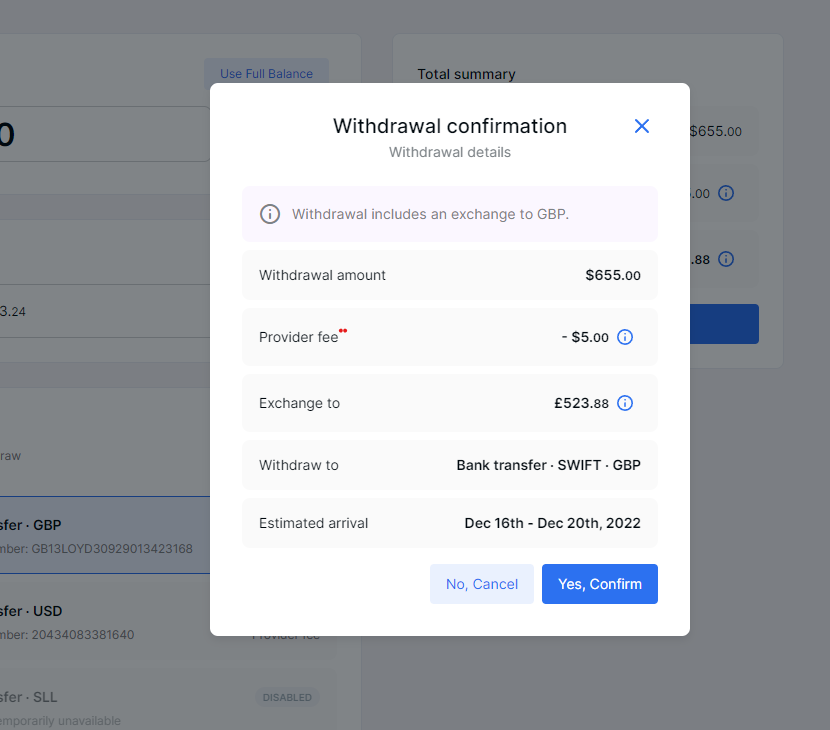 Use Full Balance
Total summary
0
$655.00
.00
.88
3.24
raw
sfer · GBP
mber: GB13LOYD30929013423168
sfer · USD
mber: 20434083381640
Provider fee
sfer · SLL
DISABLED
emporarily unavailable
Withdrawal confirmation
Withdrawal details
Withdrawal includes an exchange to GBP.
Withdrawal amount $655.00
Provider fee•• - $5.00
Exchange to £523.88
Withdraw to Bank transfer · SWIFT · GBP
Estimated arrival Dec 16th - Dec 20th, 2022
No, Cancel Yes, Confirm